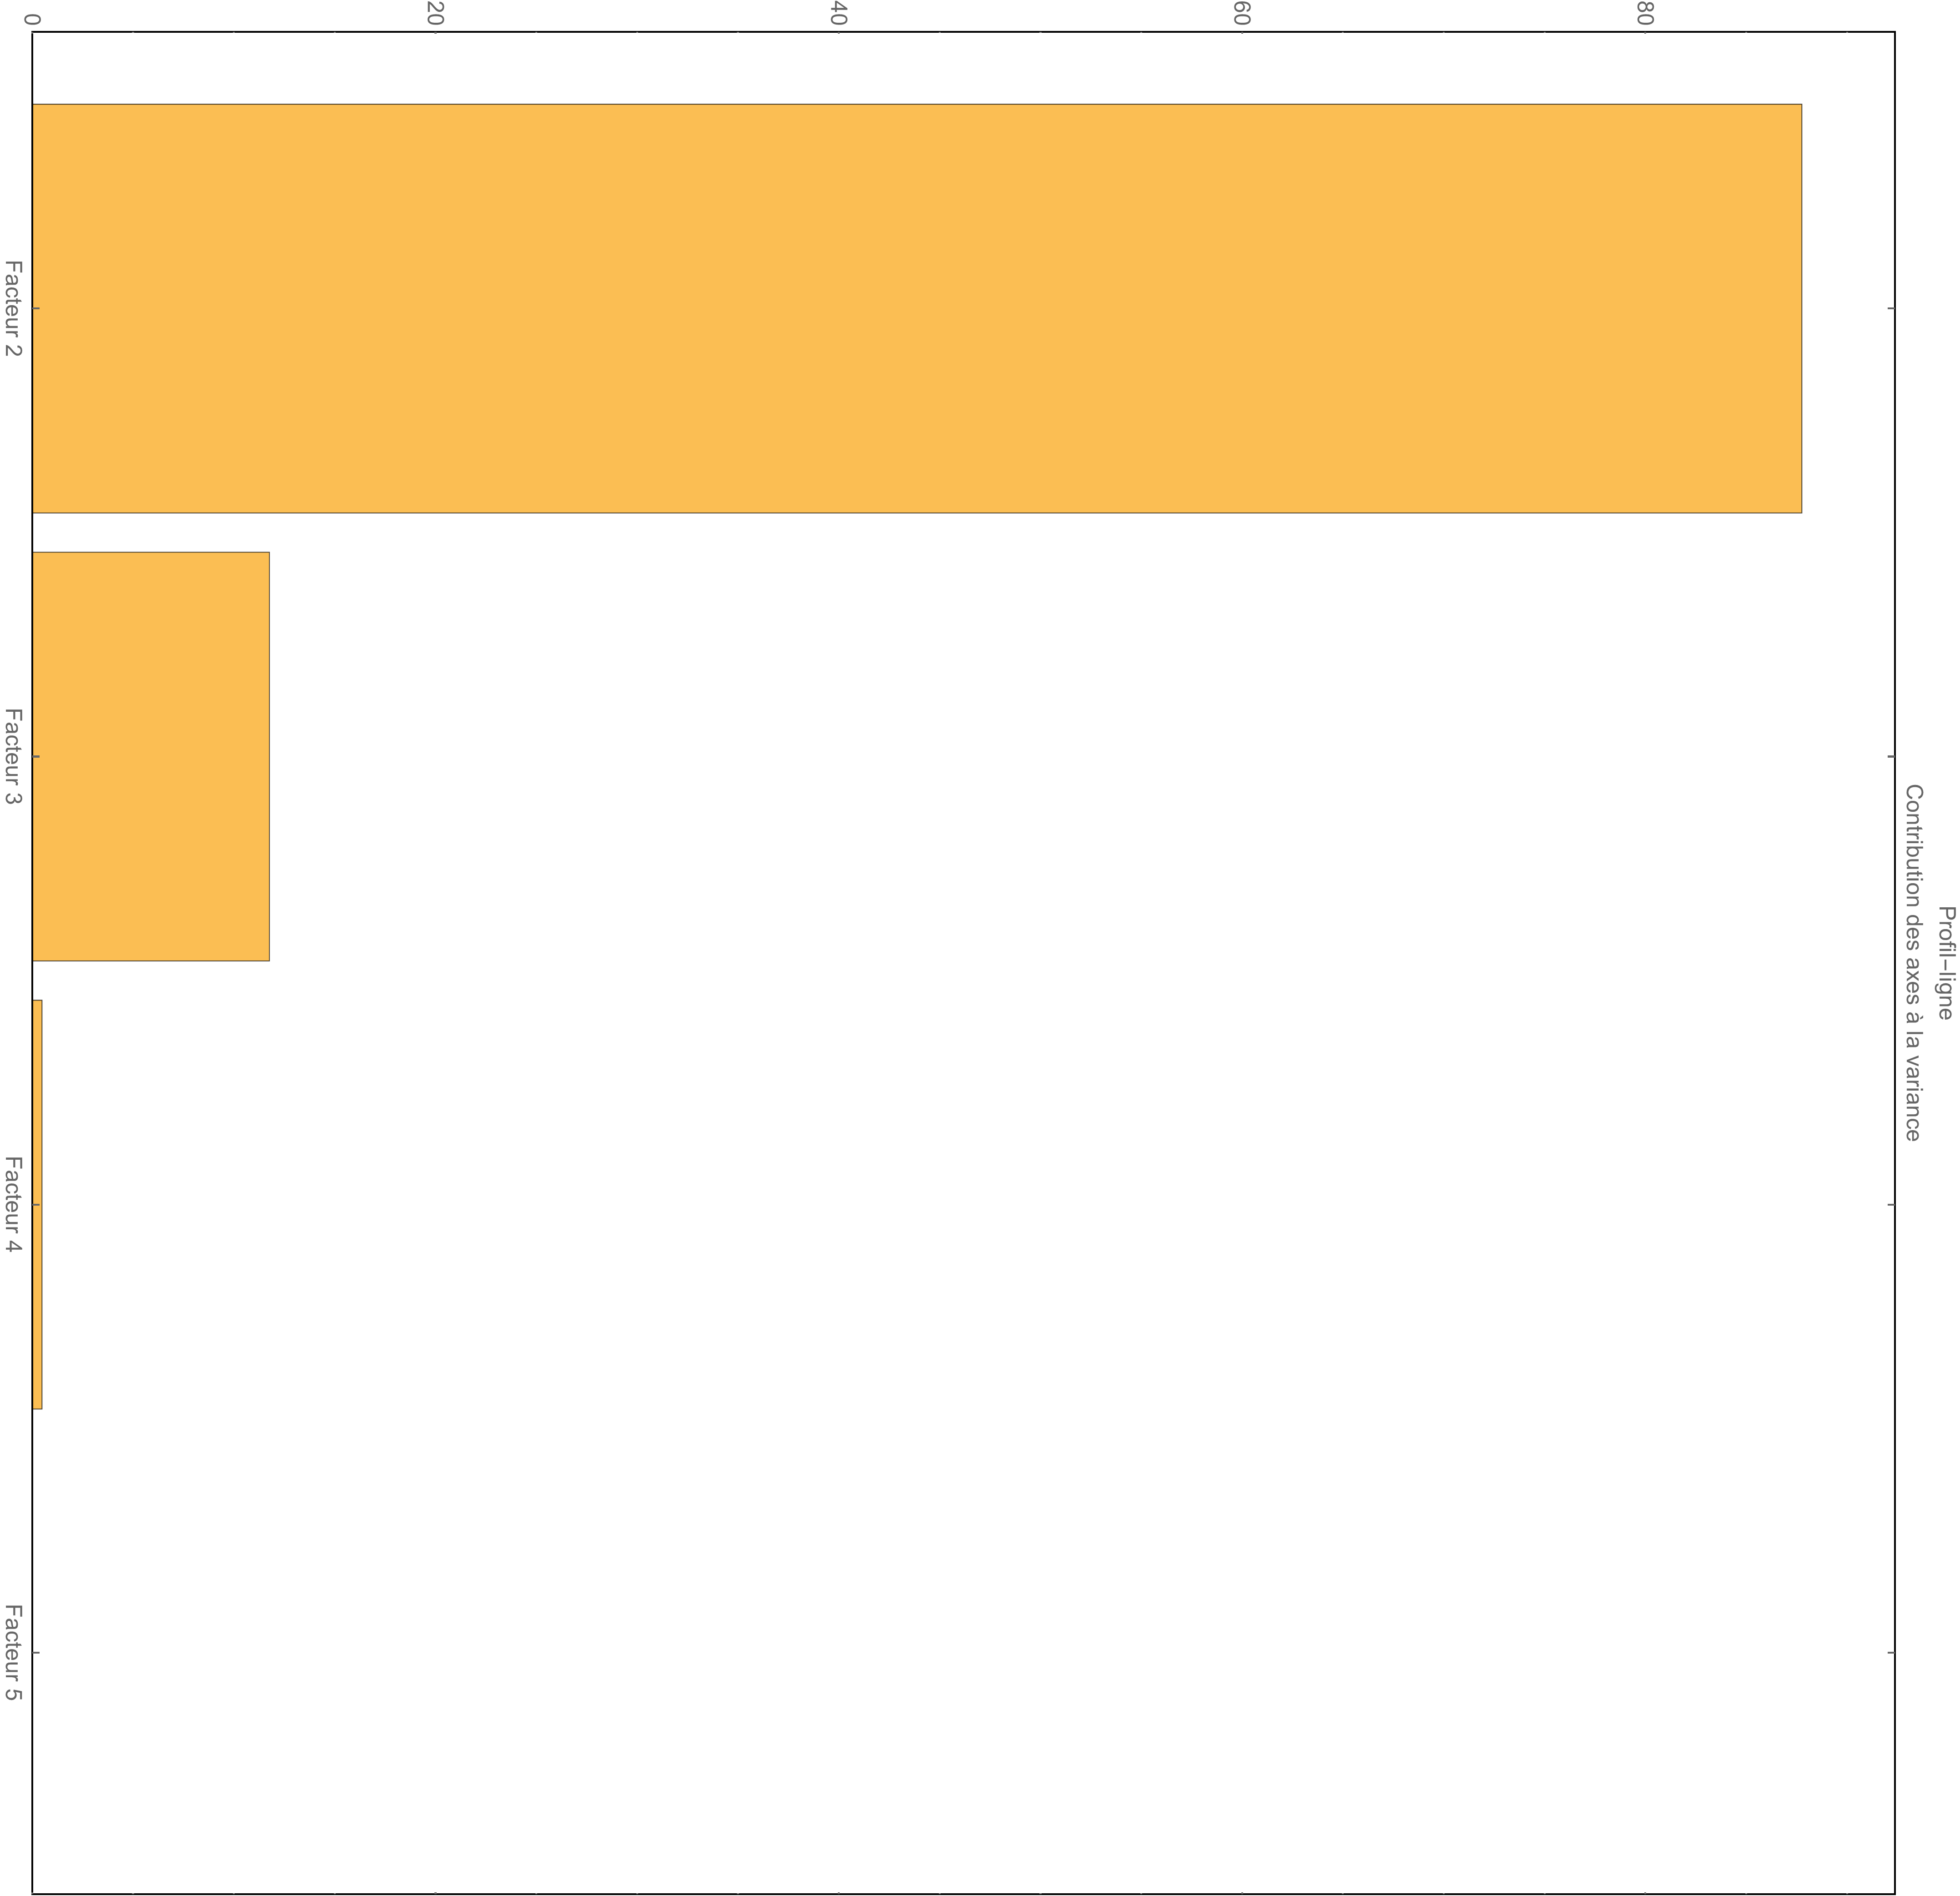 Profil-ligne
Contribution des axes à la variance
80
60
40
20
0
Facteur 2
Facteur 3
Facteur 4
Facteur 5